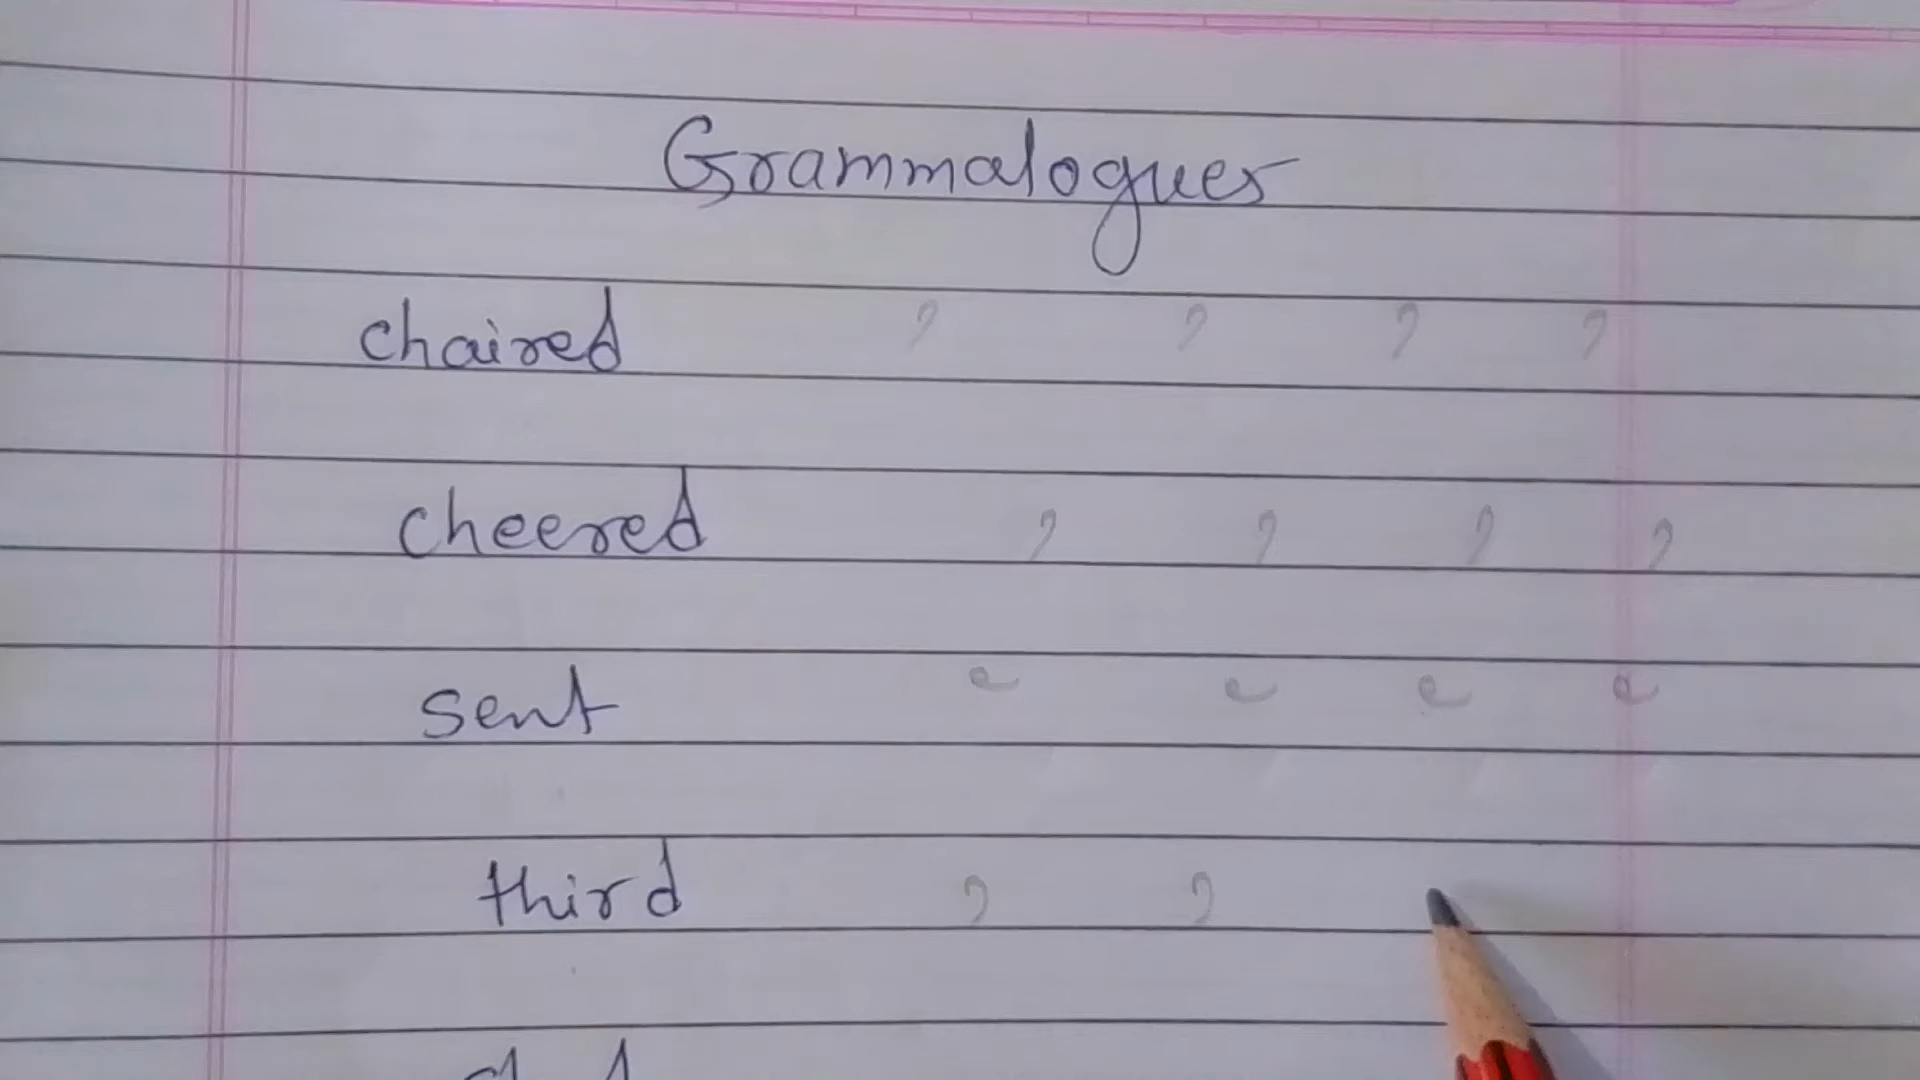 Grammalogues
chaired
cheered
sent
third